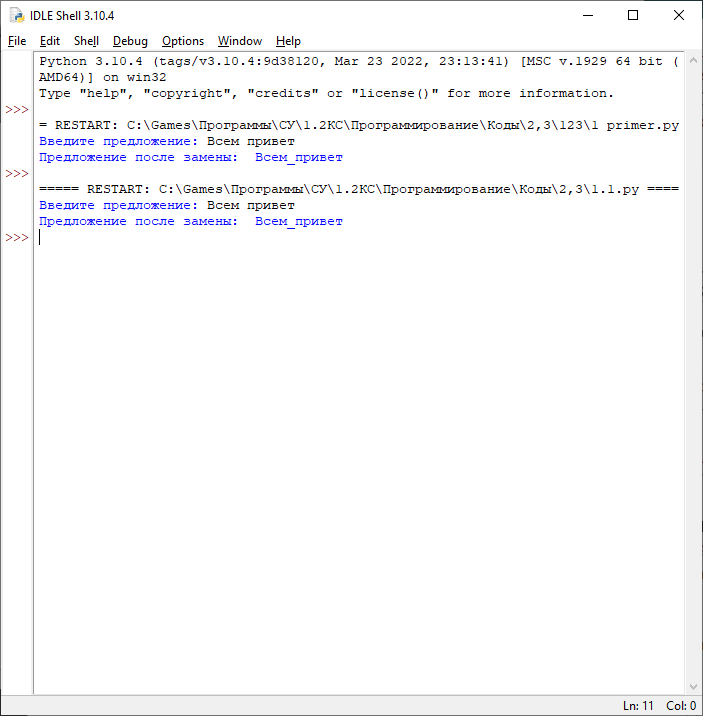 IDLE Shell 3.10.4
File Edit Shell Debug Options Window Help
Python 3.10.4 (tags/v3.10.4:9d38120, Mar 23 2022, 23:13:41) [MSC v.1929 64 bit (
AMD64)] on win32
Type "help", "copyright", "credits" or "license()" for more information.
>>>
= RESTART: C:\Games\Программы\СУ\1.2КС\Программирование\Коды\2,3\123\1 primer.py
Введите предложение: Всем привет
Предложение после замены:  Всем_привет
>>>
===== RESTART: C:\Games\Программы\СУ\1.2КС\Программирование\Коды\2,3\1.1.py ====
Введите предложение: Всем привет
Предложение после замены:  Всем_привет
>>>
Ln: 11 Col: 0